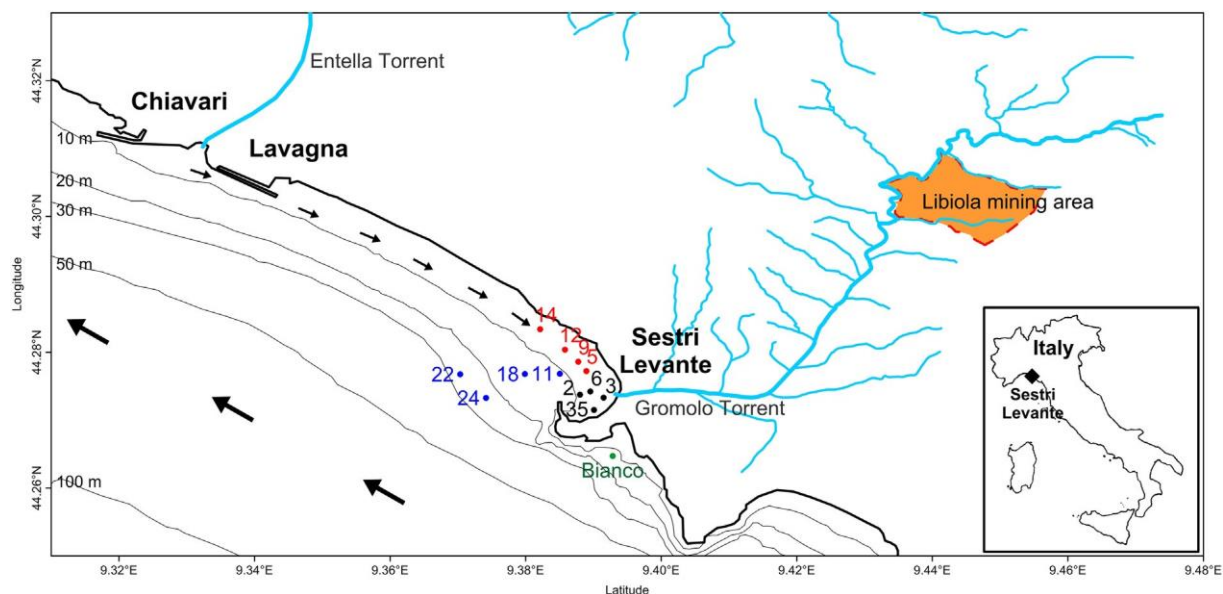 44.32°N
44.30°N
44.28°N
44.26°N
Longitude
Entella Torrent
Chiavari
Lavagna
10 m
20 m
30 m
50 m
100 m
Libiola mining area
14
12
9
5
Sestri
Levante
22
18
11
24
2
6
3
35
Gromolo Torrent
Bianco
Italy
Sestri
Levante
9.32°E
9.34°E
9.36°E
9.38°E
9.40°E
9.42°E
9.44°E
9.46°E
9.48°E
Latitude